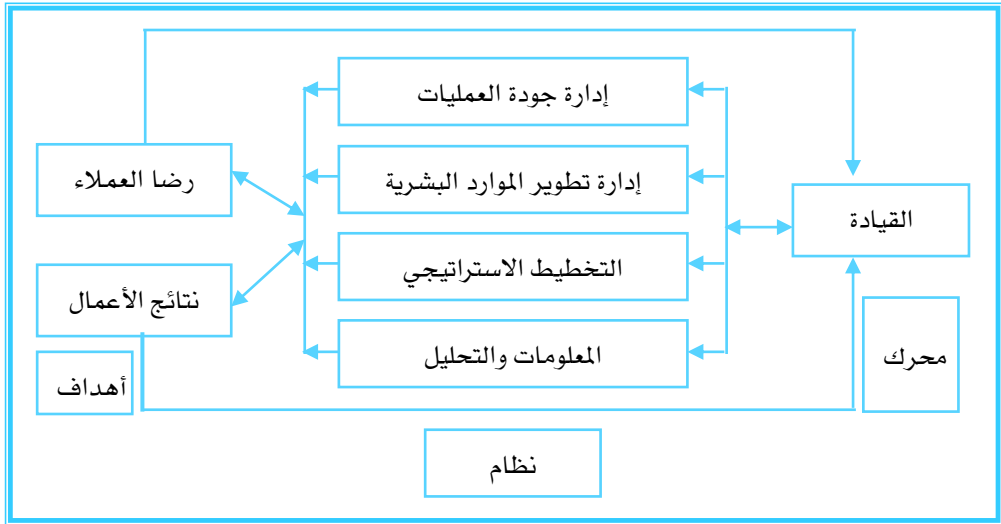 إدارة جودة العمليات
رضا العملاء
إدارة تطوير الموارد البشرية
القيادة
التخطيط الاستراتيجي
نتائج الأعمال
المعلومات والتحليل
محرك
أهداف
نظام